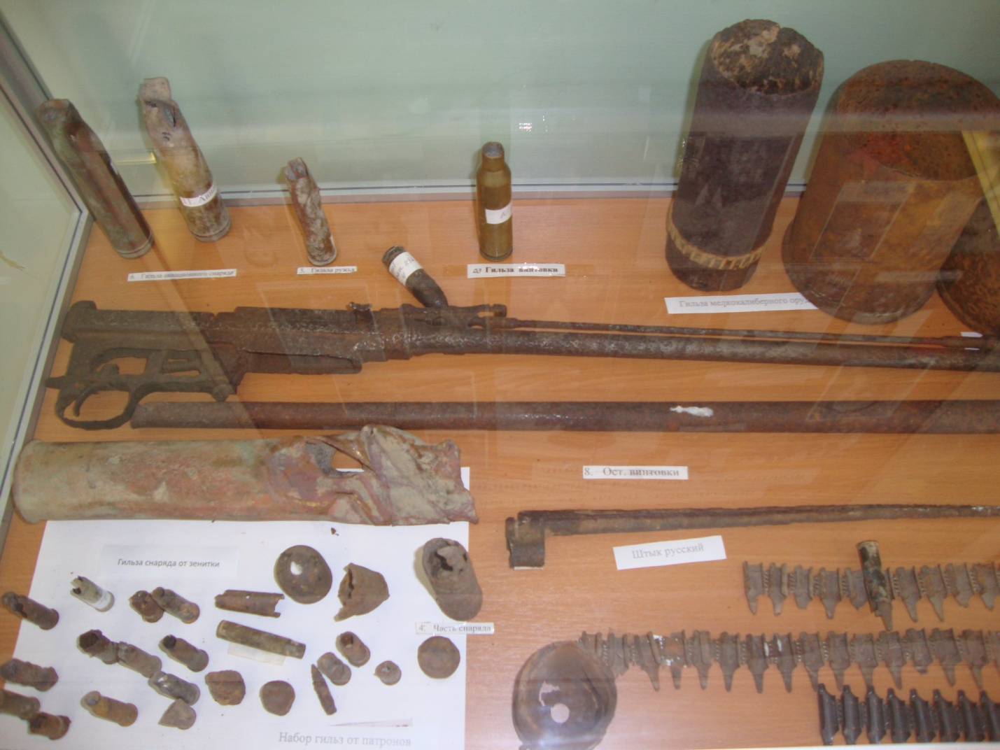 6. Гильза авиационного снаряда
5. Гильза ружья
Гильза винтовки
Гильза мелкокалиберного
8. Ост. винтовки
Штык русский
Гильза снаряда от зенитки
4. Часть снаряда
Набор гильз от патронов